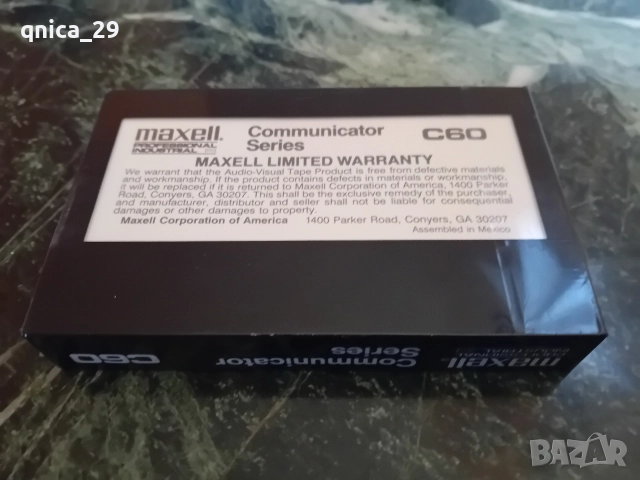 qnica_29
maxell. Communicator C60
PROFESSIONAL Series
INDUSTRIAL
MAXELL LIMITED WARRANTY
We warrant that the Audio-Visual Tape Product is free from defective materials
and workmanship. If the product contains defects in materials or workmanship,
it will be replaced if it is returned to Maxell Corporation of America, 1400 Parker
Road, Conyers, GA 30207. This shall be the exclusive remedy of the purchaser,
and manufacturer, distributor and seller shall not be liable for consequential
damages or other damages to property.
Maxell Corporation of America 1400 Parker Road, Conyers, GA 30207
Assembled in Mexico
maxell. Communicator C60
PROFESSIONAL Series
INDUSTRIAL
BAZAR